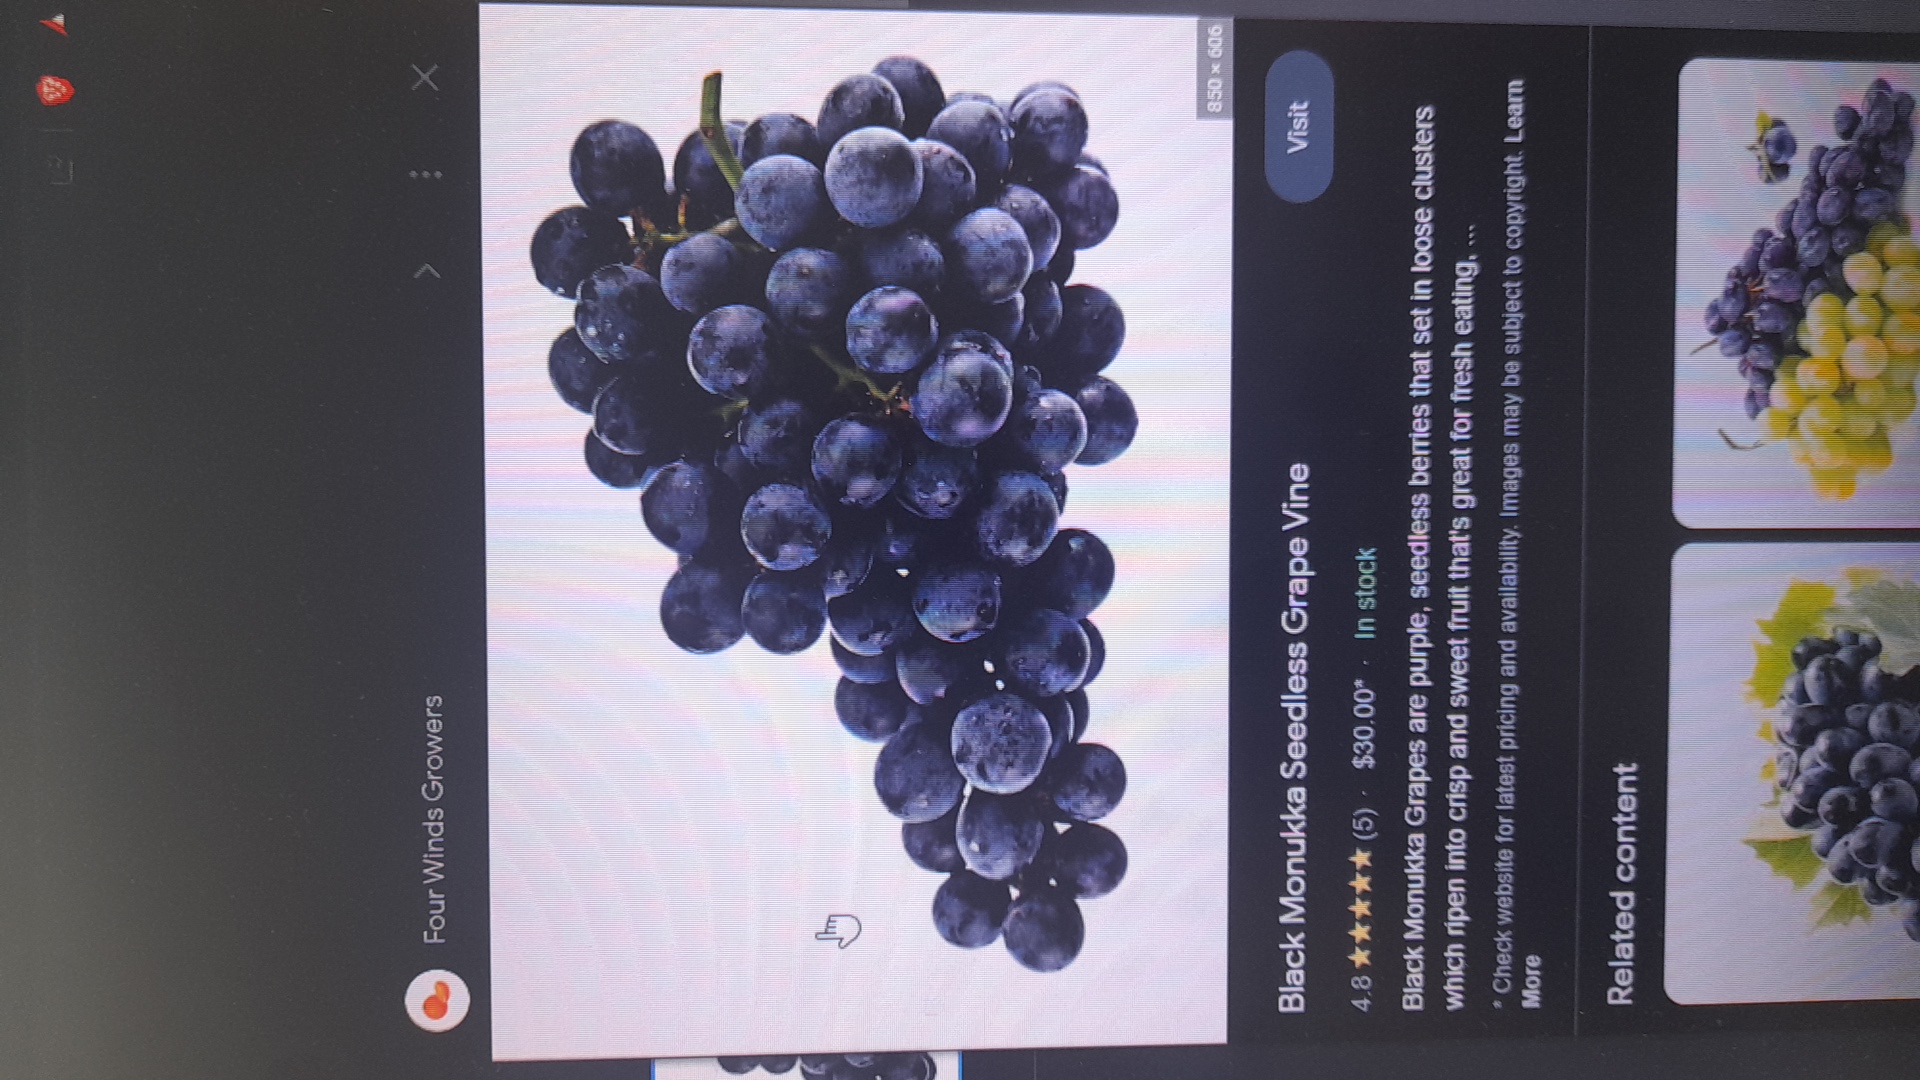 Four Winds Growers
850 × 606
Black Monukka Seedless Grape Vine
Visit
4.8 ★★★★★ (5) · $30.00* · In stock
Black Monukka Grapes are purple, seedless berries that set in loose clusters
which ripen into crisp and sweet fruit that's great for fresh eating, ...
* Check website for latest pricing and availability. Images may be subject to copyright. Learn
More
Related content